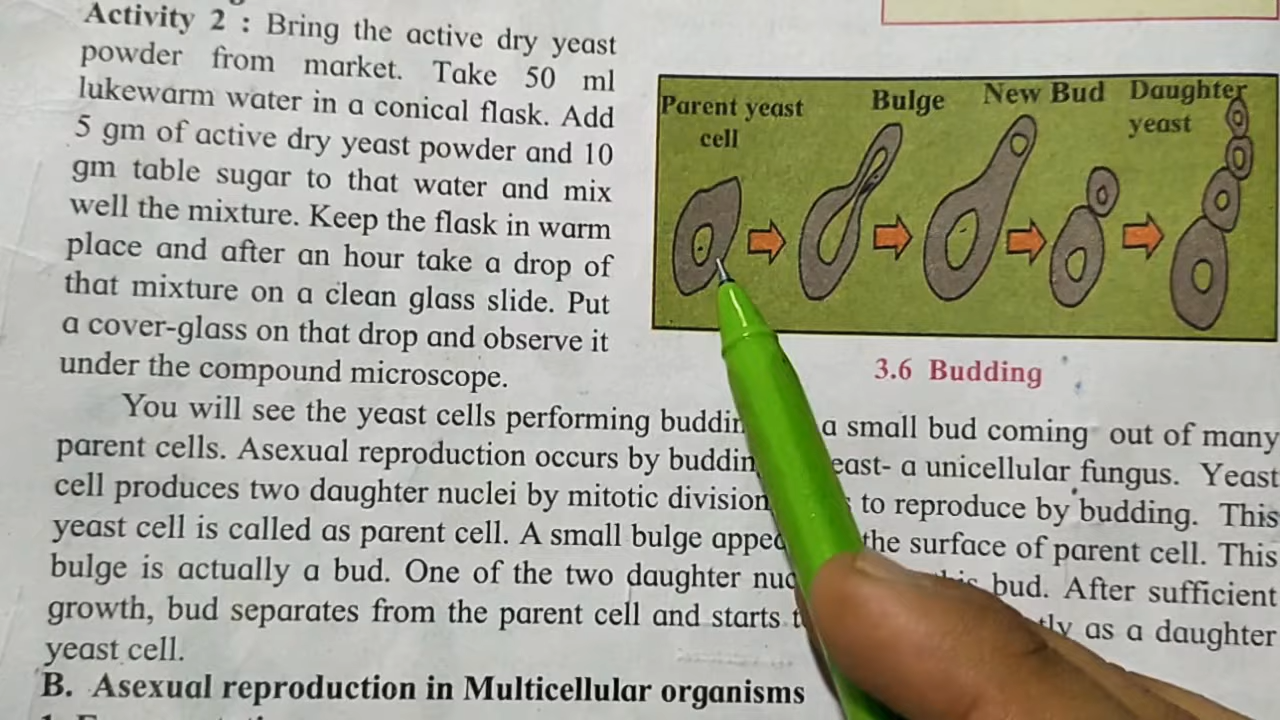 Activity 2 : Bring the active dry yeast
powder from market. Take 50 ml
lukewarm water in a conical flask. Add
5 gm of active dry yeast powder and 10
gm table sugar to that water and mix
well the mixture. Keep the flask in warm
place and after an hour take a drop of
that mixture on a clean glass slide. Put
a cover-glass on that drop and observe it
under the compound microscope.
Parent yeast
cell
Bulge
New Bud
Daughter
yeast
3.6 Budding
You will see the yeast cells performing a small bud coming out of many
parent cells. Asexual reproduction occurs by a unicellular fungus. Yeast
cell produces two daughter nuclei by mitotic division to reproduce by budding. This
yeast cell is called as parent cell. A small bulge the surface of parent cell. This
bulge is actually a bud. One of the two daughter bud. After sufficient
growth, bud separates from the parent cell and starts as a daughter
yeast cell.
B. Asexual reproduction in Multicellular organisms